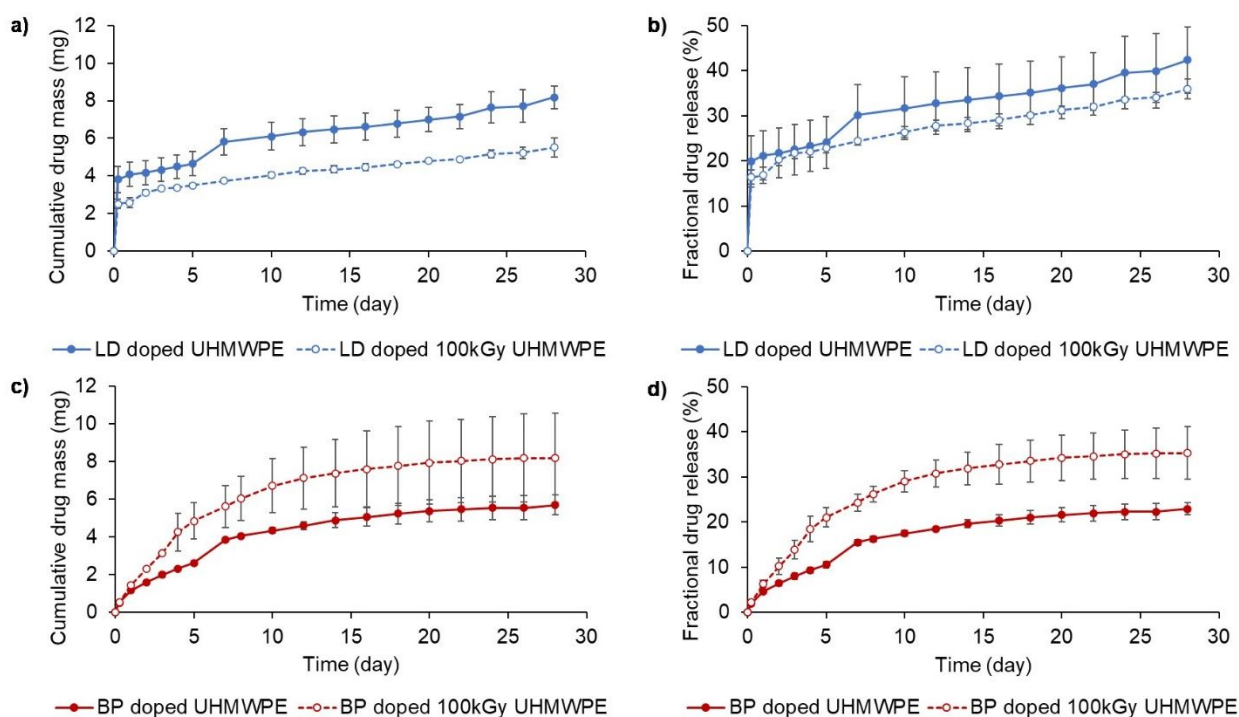 a)
12
10
8
6
4
2
0
Cumulative drug mass (mg)
0 5 10 15 20 25 30
Time (day)
LD doped UHMWPE LD doped 100kGy UHMWPE
b)
50
40
30
20
10
0
Fractional drug release (%)
0 5 10 15 20 25 30
Time (day)
LD doped UHMWPE LD doped 100kGy UHMWPE
c)
12
10
8
6
4
2
0
Cumulative drug mass (mg)
0 5 10 15 20 25 30
Time (day)
BP doped UHMWPE BP doped 100kGy UHMWPE
d)
50
40
30
20
10
0
Fractional drug release (%)
0 5 10 15 20 25 30
Time (day)
BP doped UHMWPE BP doped 100kGy UHMWPE